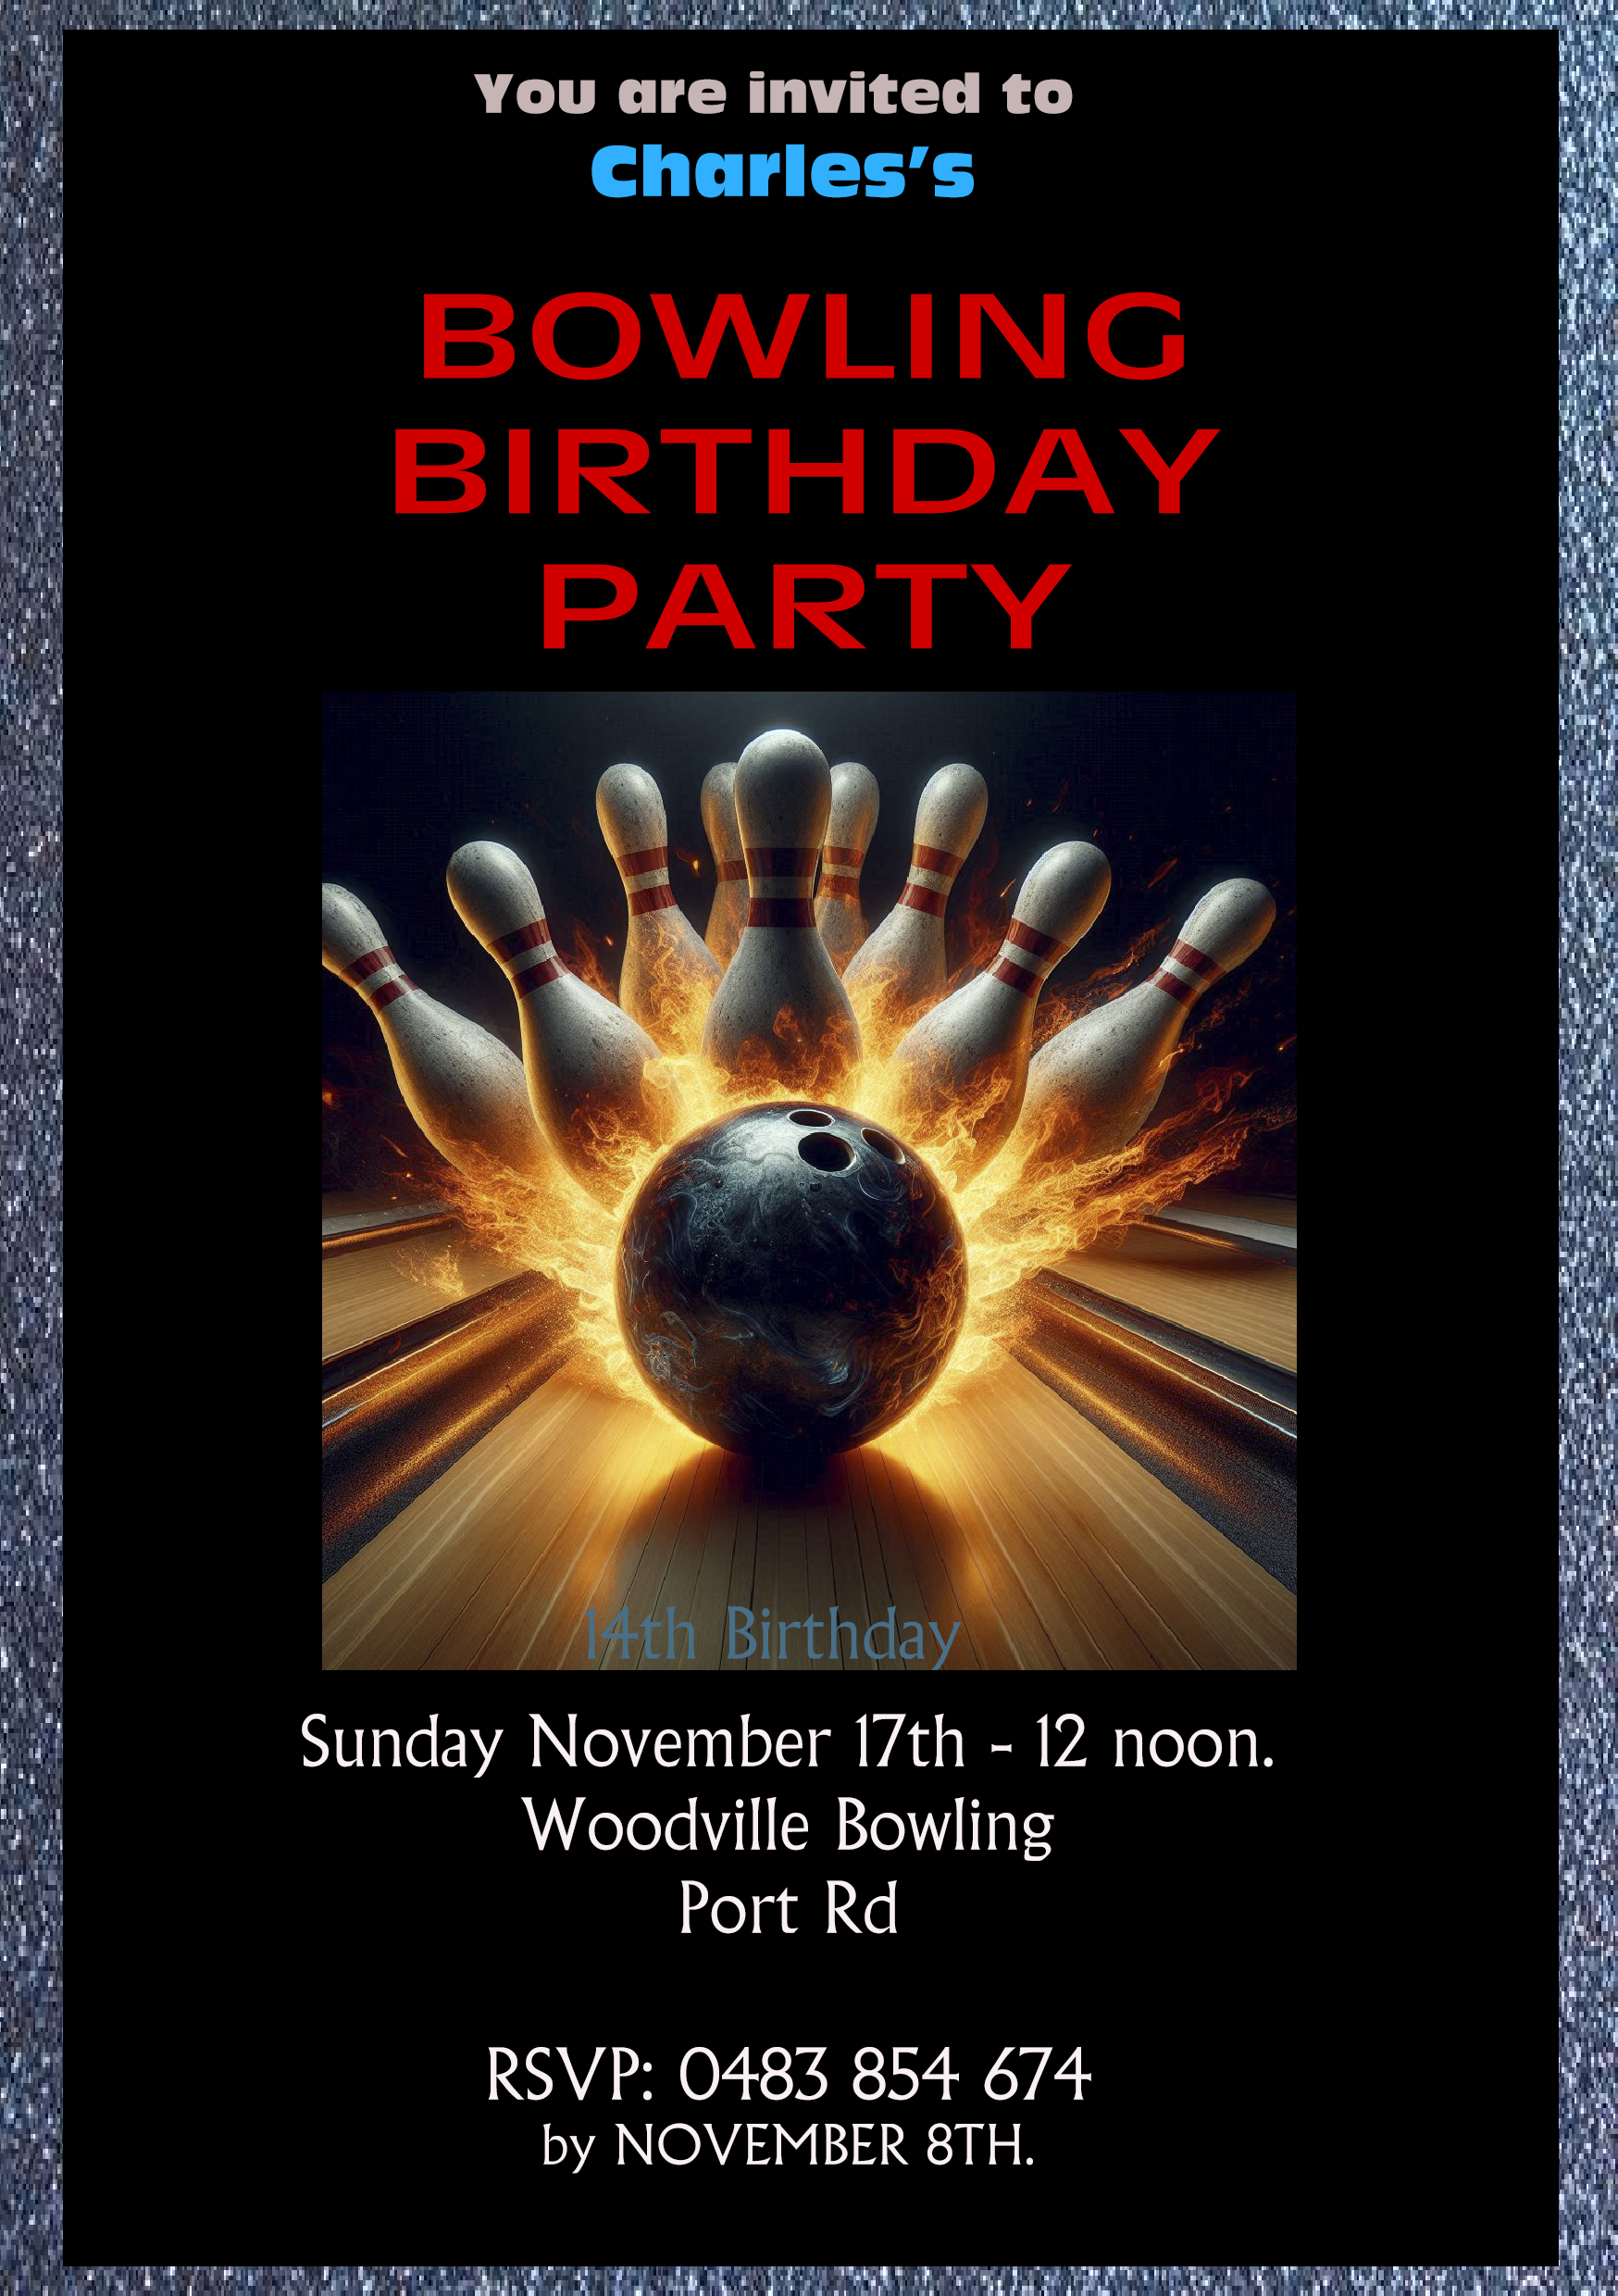 You are invited to
Charles’s
BOWLING
BIRTHDAY
PARTY
14th Birthday
Sunday November 17th - 12 noon.
Woodville Bowling
Port Rd
RSVP: 0483 854 674
by NOVEMBER 8TH.